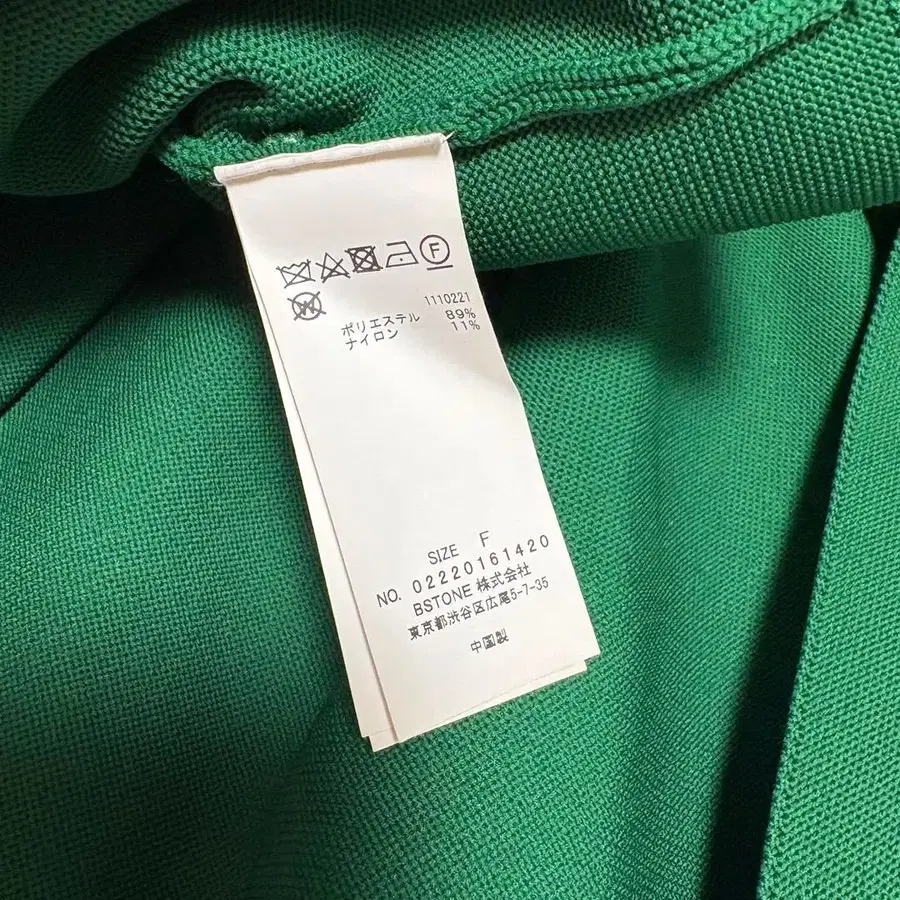 F
W
1110221
ポリエステル 89%
ナイロン 11%
SIZE F
NO. 02220161420
BSTONE 株式会社
東京都渋谷区広尾5-7-35
中国製